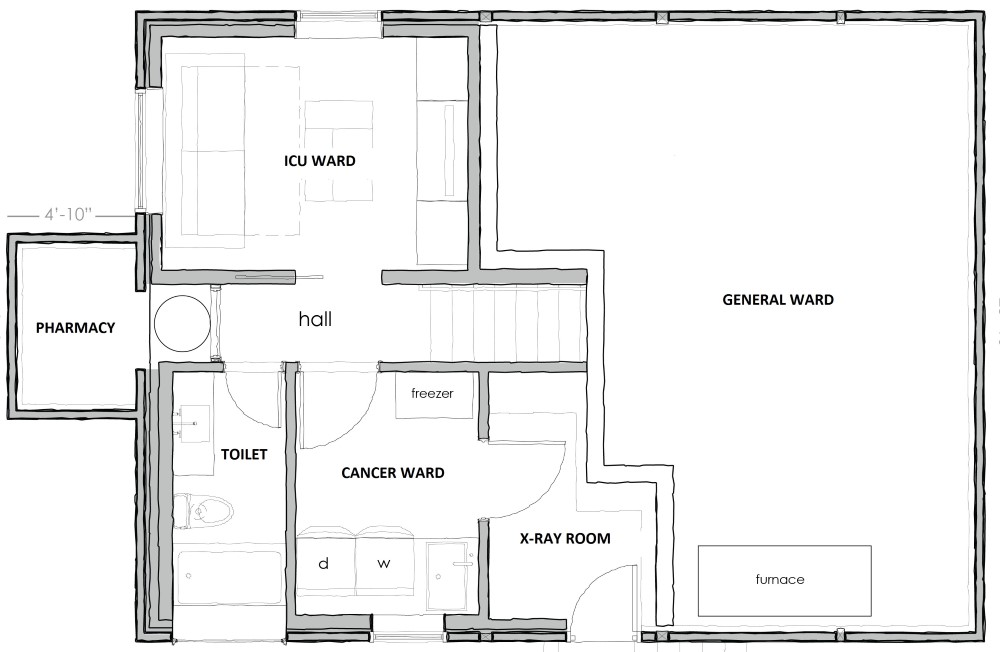 ICU WARD
4'-10"
GENERAL WARD
PHARMACY
hall
freezer
TOILET
CANCER WARD
X-RAY ROOM
d
w
furnace